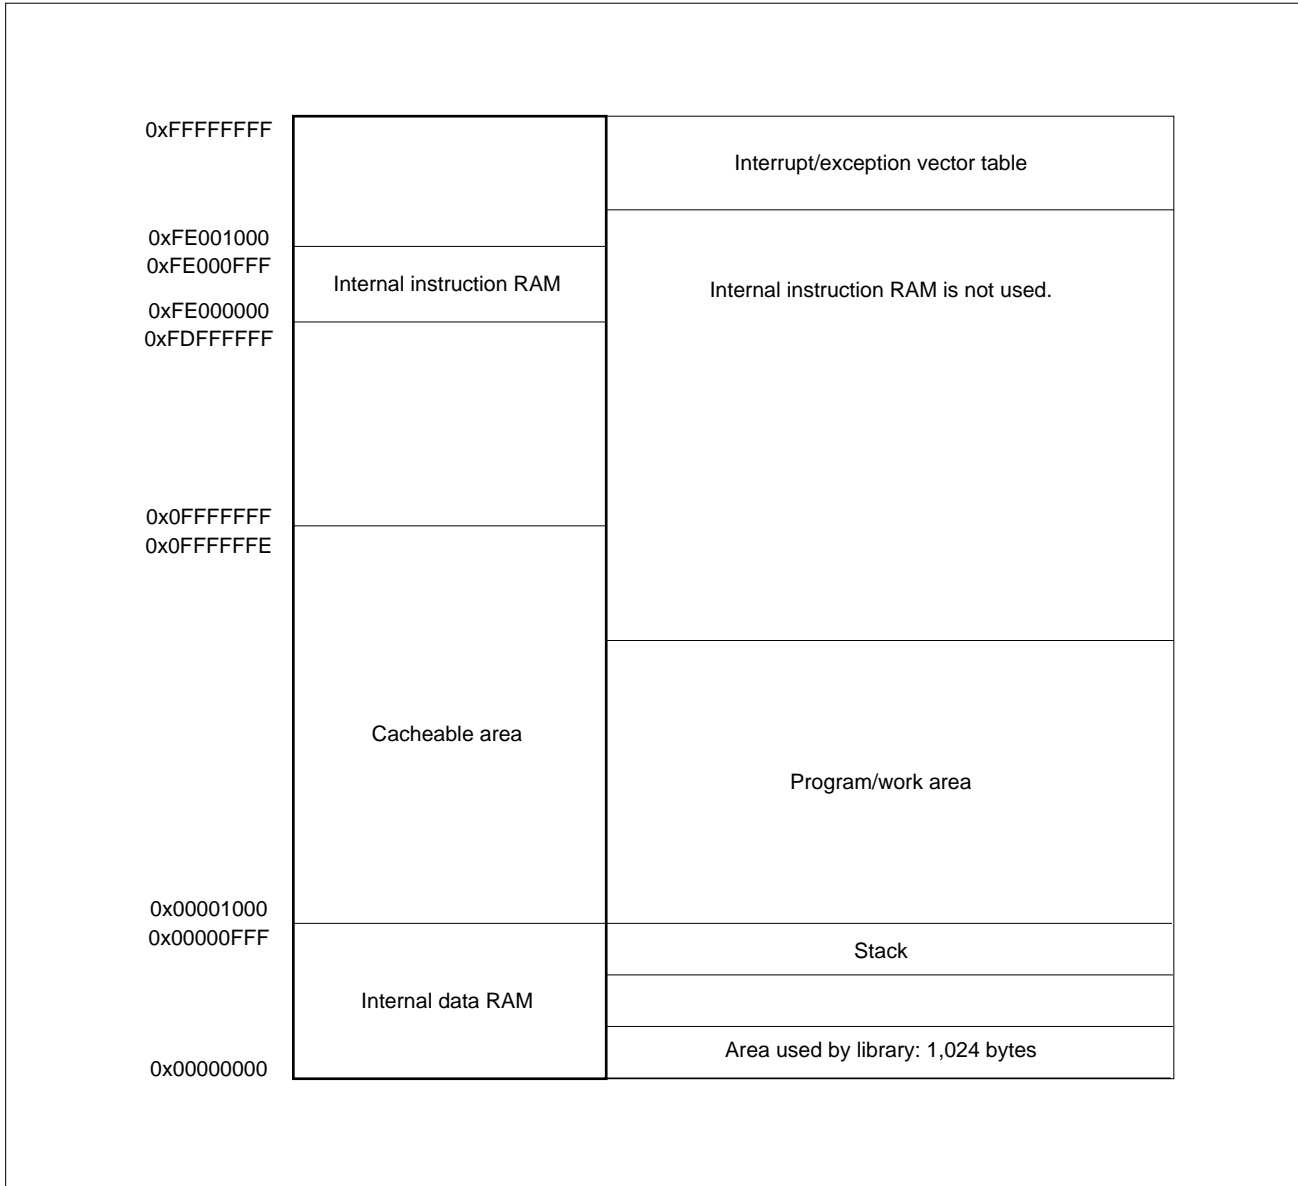 0xFFFFFFFF
Interrupt/exception vector table
0xFE001000
0xFE000FFF
Internal instruction RAM
Internal instruction RAM is not used.
0xFE000000
0xFDFFFFFF
0x0FFFFFFF
0x0FFFFFFE
Cacheable area
Program/work area
0x00001000
0x00000FFF
Stack
Internal data RAM
Area used by library: 1,024 bytes
0x00000000